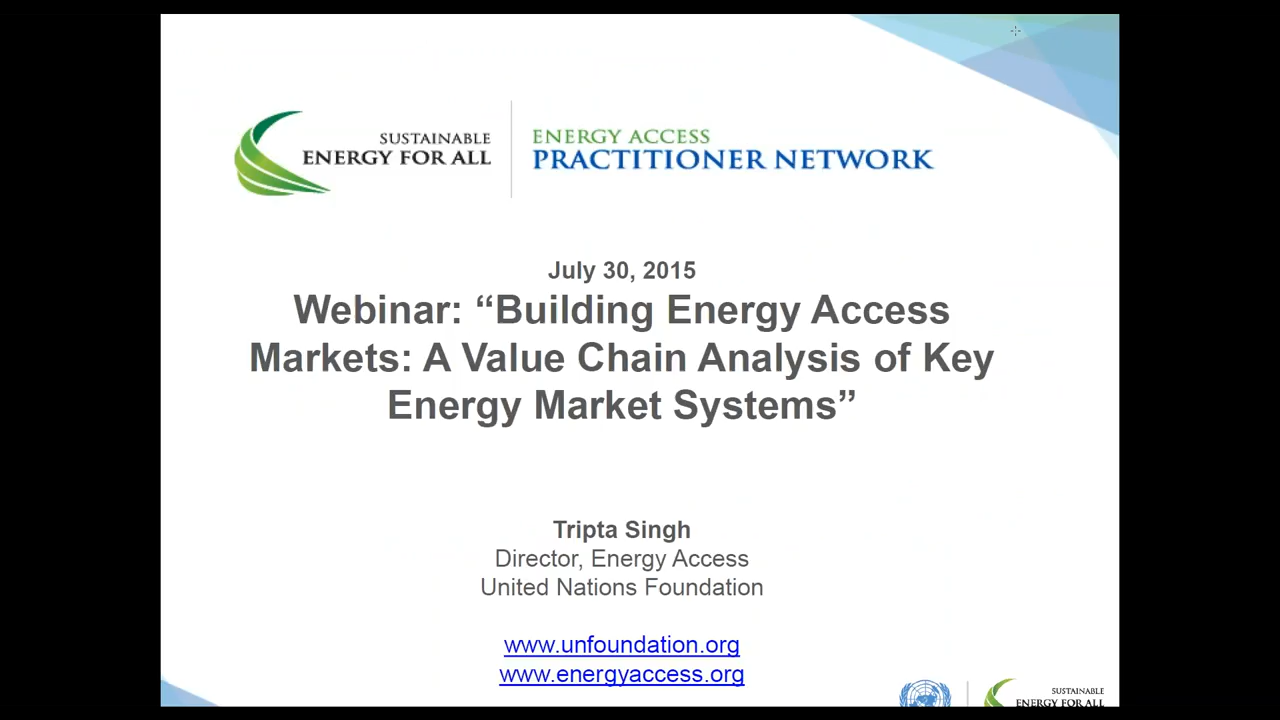 SUSTAINABLE
ENERGY FOR ALL
ENERGY ACCESS
PRACTITIONER NETWORK
July 30, 2015
Webinar: “Building Energy Access
Markets: A Value Chain Analysis of Key
Energy Market Systems”
Tripta Singh
Director, Energy Access
United Nations Foundation
www.unfoundation.org
www.energyaccess.org
SUSTAINABLE
ENERGY FOR ALL